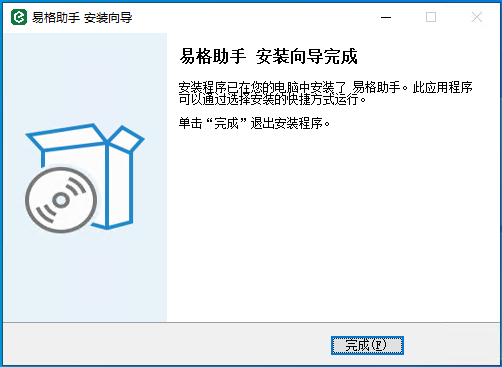 易格助手 安装向导
易格助手 安装向导完成
安装程序已在您的电脑中安装了 易格助手。此应用程序
可以通过选择安装的快捷方式运行。
单击“完成”退出安装程序。
完成(F)